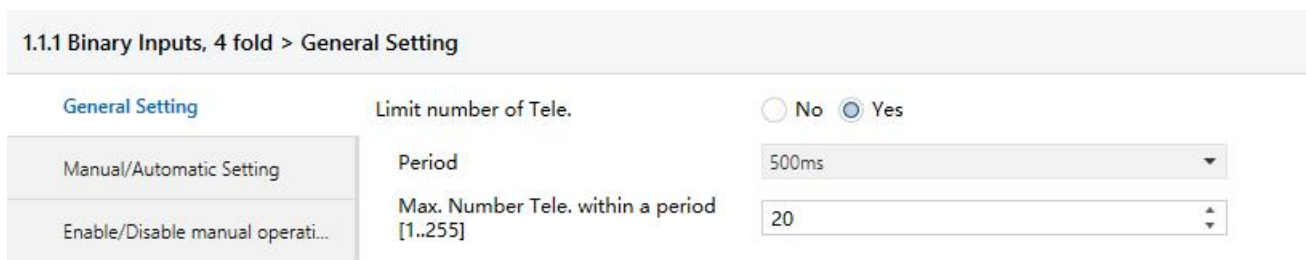 1.1.1 Binary Inputs, 4 fold > General Setting
General Setting
Limit number of Tele.
No Yes
Manual/Automatic Setting
Period
500ms
Enable/Disable manual operati...
Max. Number Tele. within a period
[1..255]
20